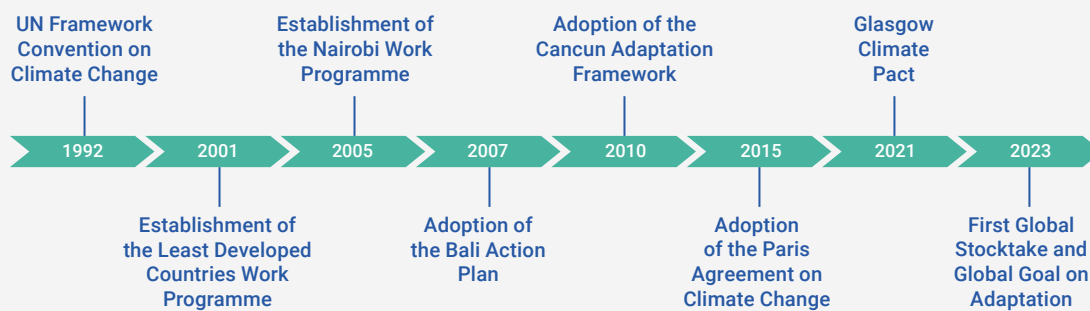 UN Framework
Convention on
Climate Change
Establishment of
the Nairobi Work
Programme
Adoption of the
Cancun Adaptation
Framework
Glasgow
Climate
Pact
1992
2001
2005
2007
2010
2015
2021
2023
Establishment of
the Least Developed
Countries Work
Programme
Adoption of
the Bali Action
Plan
Adoption
of the Paris
Agreement on
Climate Change
First Global
Stocktake and
Global Goal on
Adaptation